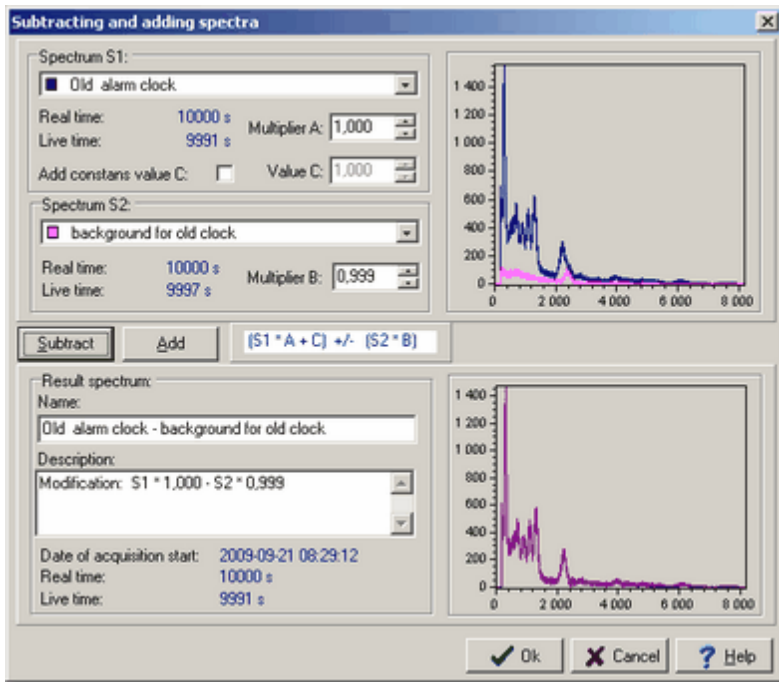 Subtracting and adding spectra
Spectrum S1:
Old alarm clock
Real time: 10000 s
Live time: 9991 s
Multiplier A: 1,000
Add constans value C:
Value C: 1,000
Spectrum S2:
background for old clock
Real time: 10000 s
Live time: 9997 s
Multiplier B: 0,999
1 400
1 200
1 000
800
600
400
200
0
0 2 000 4 000 6 000 8 000
Subtract Add (S1 * A + C) +/- (S2 * B)
Result spectrum:
Name:
Old alarm clock - background for old clock
Description:
Modification: S1 * 1,000 - S2 * 0,999
Date of acquisition start: 2009-09-21 08:29:12
Real time: 10000 s
Live time: 9991 s
1 400
1 200
1 000
800
600
400
200
0
0 2 000 4 000 6 000 8 000
Ok Cancel ? Help